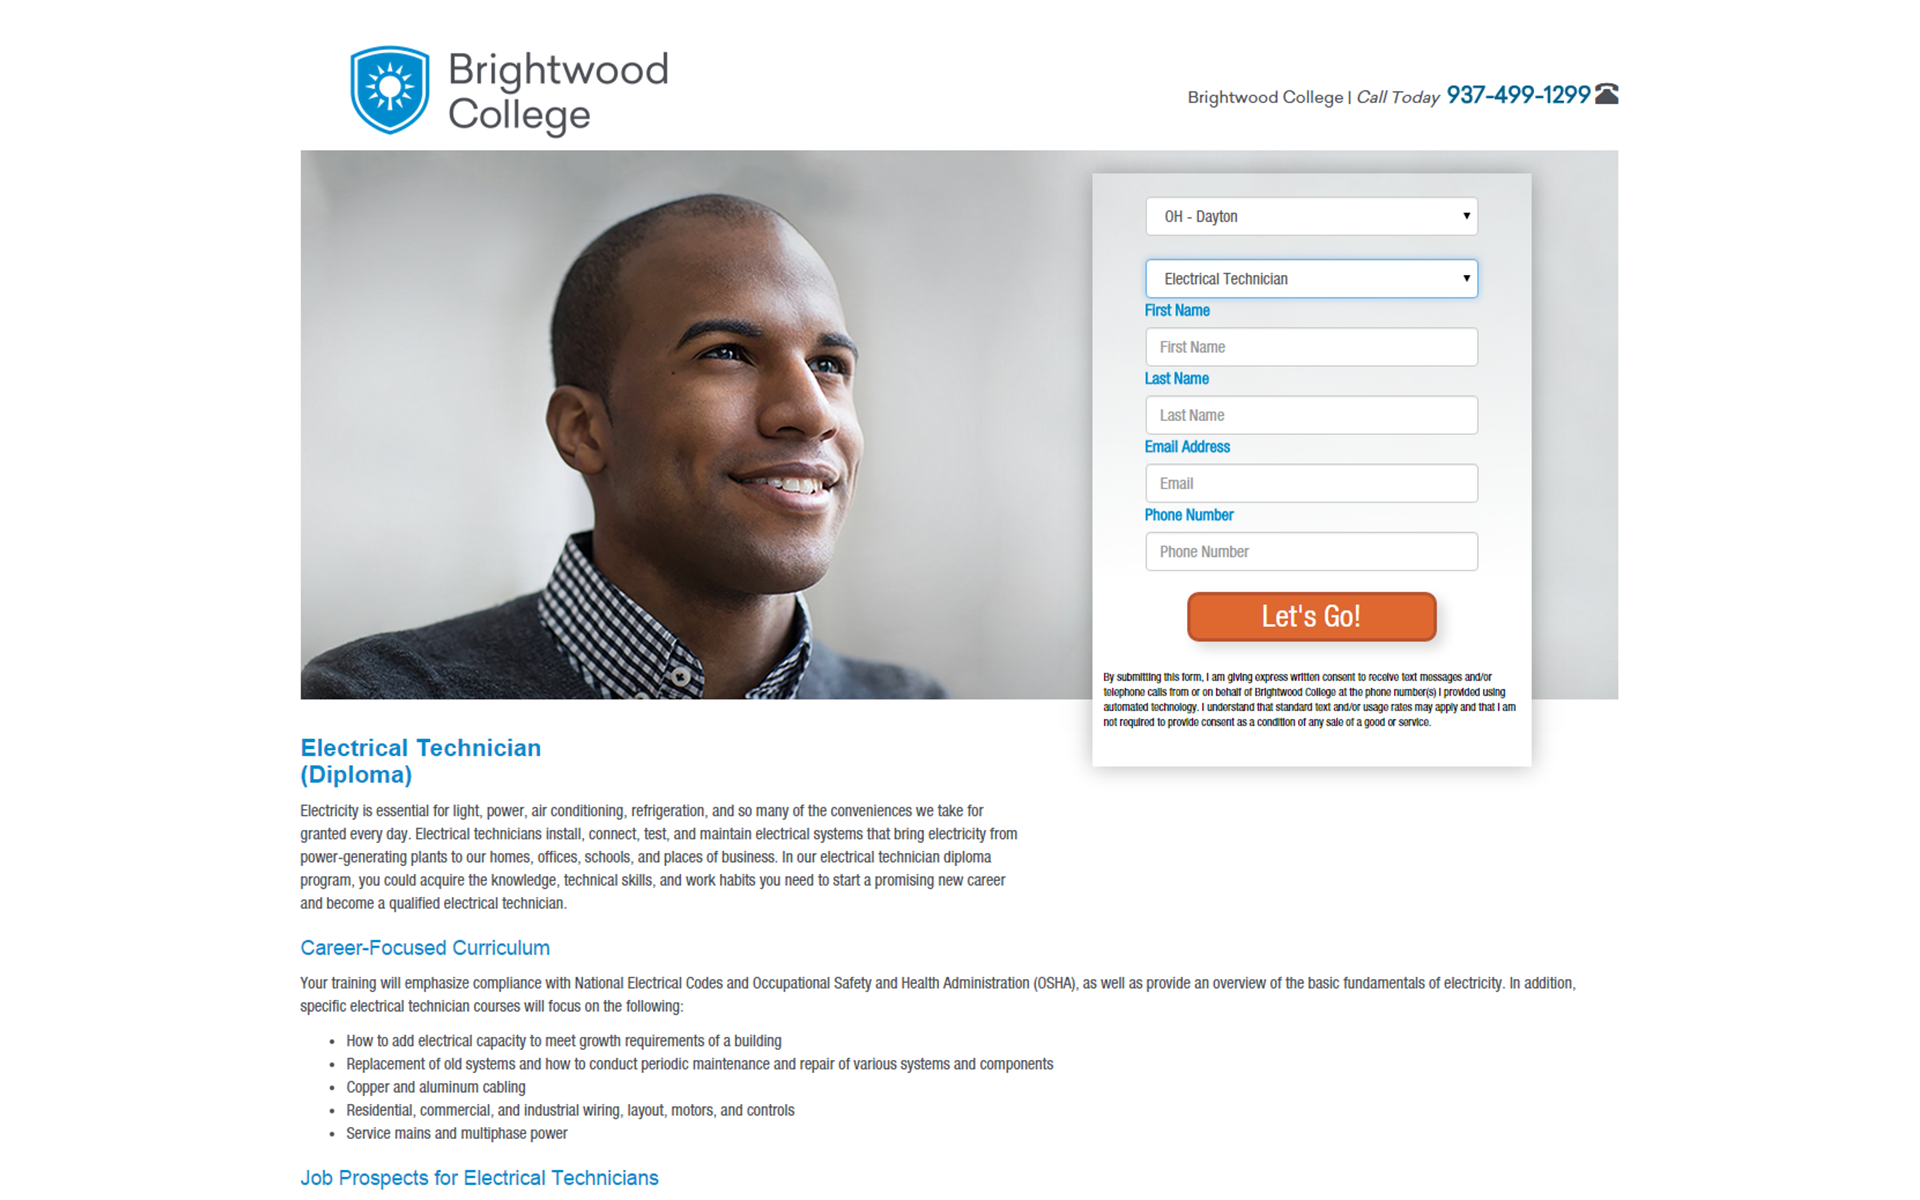 Brightwood
College
Brightwood College | Call Today 937-499-1299
OH - Dayton
Electrical Technician
First Name
First Name
Last Name
Last Name
Email Address
Email
Phone Number
Phone Number
Let's Go!
By submitting this form, I am giving express written consent to receive text messages and/or
telephone calls from or on behalf of Brightwood College at the phone number(s) I provided using
automated technology. I understand that standard text and/or usage rates may apply and that I am
not required to provide consent as a condition of any sale of a good or service.
Electrical Technician
(Diploma)
Electricity is essential for light, power, air conditioning, refrigeration, and so many of the conveniences we take for
granted every day. Electrical technicians install, connect, test, and maintain electrical systems that bring electricity from
power-generating plants to our homes, offices, schools, and places of business. In our electrical technician diploma
program, you could acquire the knowledge, technical skills, and work habits you need to start a promising new career
and become a qualified electrical technician.
Career-Focused Curriculum
Your training will emphasize compliance with National Electrical Codes and Occupational Safety and Health Administration (OSHA), as well as provide an overview of the basic fundamentals of electricity. In addition,
specific electrical technician courses will focus on the following:
• How to add electrical capacity to meet growth requirements of a building
• Replacement of old systems and how to conduct periodic maintenance and repair of various systems and components
• Copper and aluminum cabling
• Residential, commercial, and industrial wiring, layout, motors, and controls
• Service mains and multiphase power
Job Prospects for Electrical Technicians